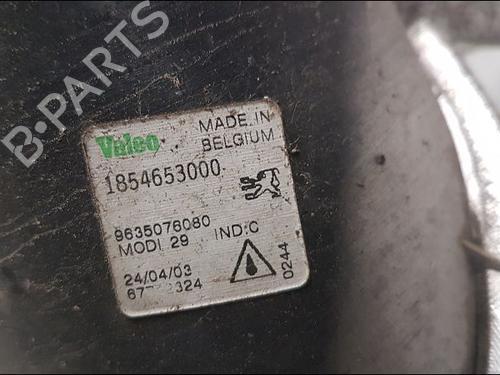 B·PARTS
Valeo
MADE IN
BELGIUM
1854653000
9635076080
MODI 29
IND:C
24/04/03
0244